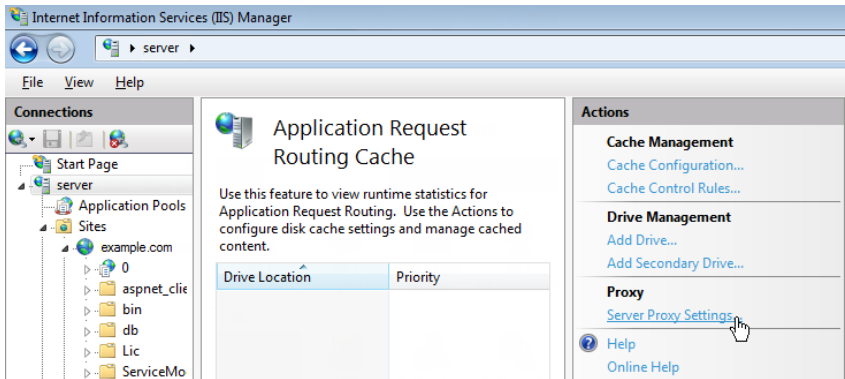 Internet Information Services (IIS) Manager
server
File View Help
Connections
Start Page
server
Application Pools
Sites
example.com
0
aspnet_clie
bin
db
Lic
ServiceMo
Application Request
Routing Cache
Use this feature to view runtime statistics for
Application Request Routing. Use the Actions to
configure disk cache settings and manage cached
content.
Drive Location Priority
Actions
Cache Management
Cache Configuration...
Cache Control Rules...
Drive Management
Add Drive...
Add Secondary Drive...
Proxy
Server Proxy Settings...
Help
Online Help